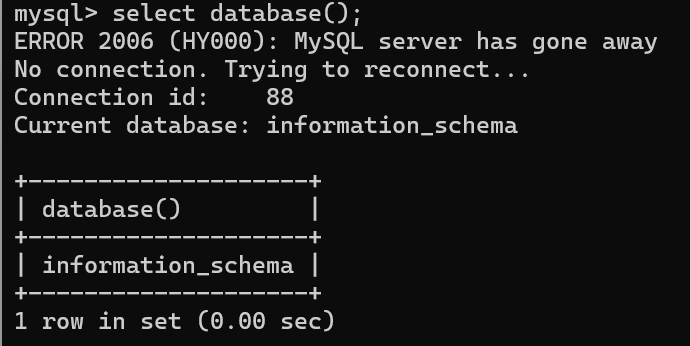 mysql> select database();
ERROR 2006 (HY000): MySQL server has gone away
No connection. Trying to reconnect...
Connection id:    88
Current database: information_schema

+--------------------+
| database()         |
+--------------------+
| information_schema |
+--------------------+
1 row in set (0.00 sec)